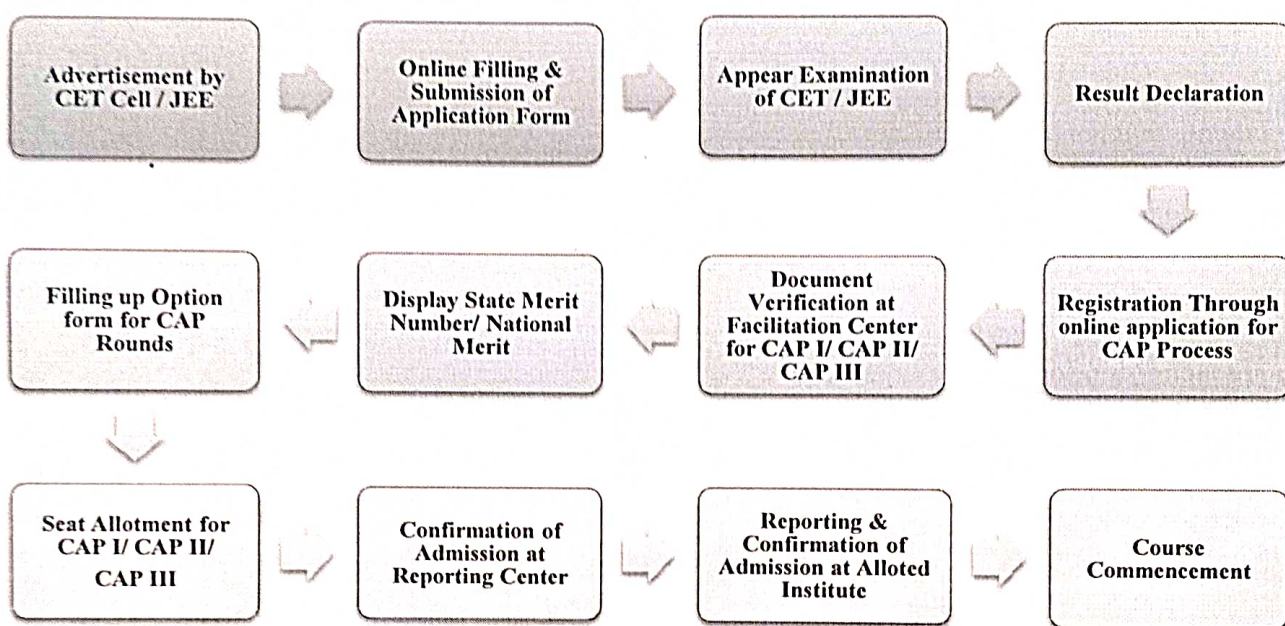 Advertisement by
CET Cell / JEE
Online Filling &
Submission of
Application Form
Appear Examination
of CET / JEE
Result Declaration
Registration Through
online application for
CAP Process
Document
Verification at
Facilitation Center
for CAP I/ CAP II/
CAP III
Display State Merit
Number/ National
Merit
Filling up Option
form for CAP
Rounds
Seat Allotment for
CAP I/ CAP II/
CAP III
Confirmation of
Admission at
Reporting Center
Reporting &
Confirmation of
Admission at Alloted
Institute
Course
Commencement